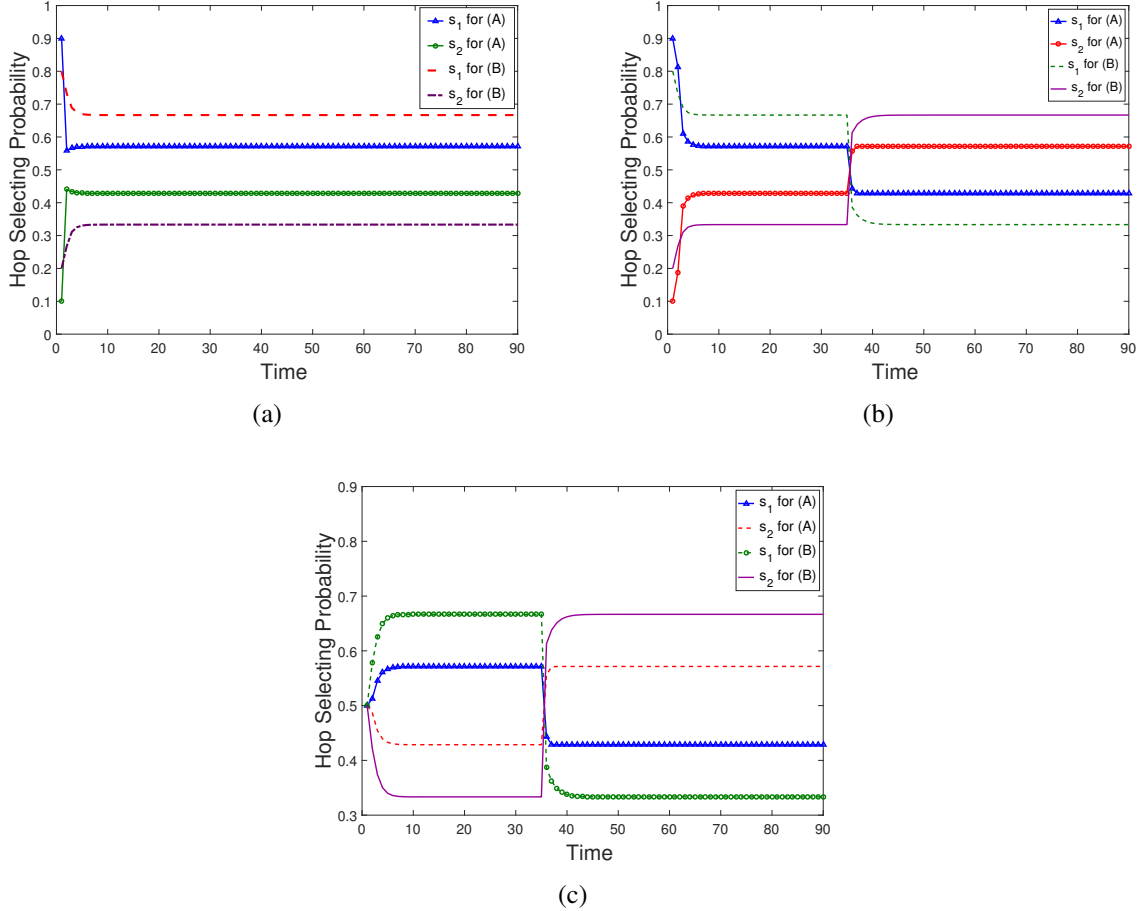 1
0.9
0.8
0.7
0.6
0.5
0.4
0.3
0.2
0.1
0
Hop Selecting Probability
0 10 20 30 40 50 60 70 80 90
Time
s1 for (A)
s2 for (A)
s1 for (B)
s2 for (B)
(a)
1
0.9
0.8
0.7
0.6
0.5
0.4
0.3
0.2
0.1
0
Hop Selecting Probability
0 10 20 30 40 50 60 70 80 90
Time
s1 for (A)
s2 for (A)
s1 for (B)
s2 for (B)
(b)
0.9
0.8
0.7
0.6
0.5
0.4
0.3
Hop Selecting Probability
0 10 20 30 40 50 60 70 80 90
Time
s1 for (A)
s2 for (A)
s1 for (B)
s2 for (B)
(c)